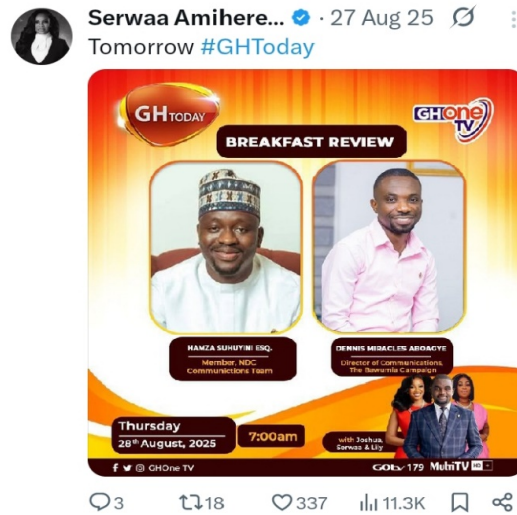 Serwaa Amihere... · 27 Aug 25
Tomorrow #GHToday
GH TODAY
GHOne TV
BREAKFAST REVIEW
HAMZA SUHUYINI ESQ.
Member, NDC
Communictions Team
DENNIS MIRACLES ABOAGYE
Director of Communications,
The Bawumia Campaign
Thursday
28th August, 2025
7:00am
with Joshua,
Serwaa & Lily
GHOne TV
GOtv 179 MultiTV HD+
3 18 337 11.3K